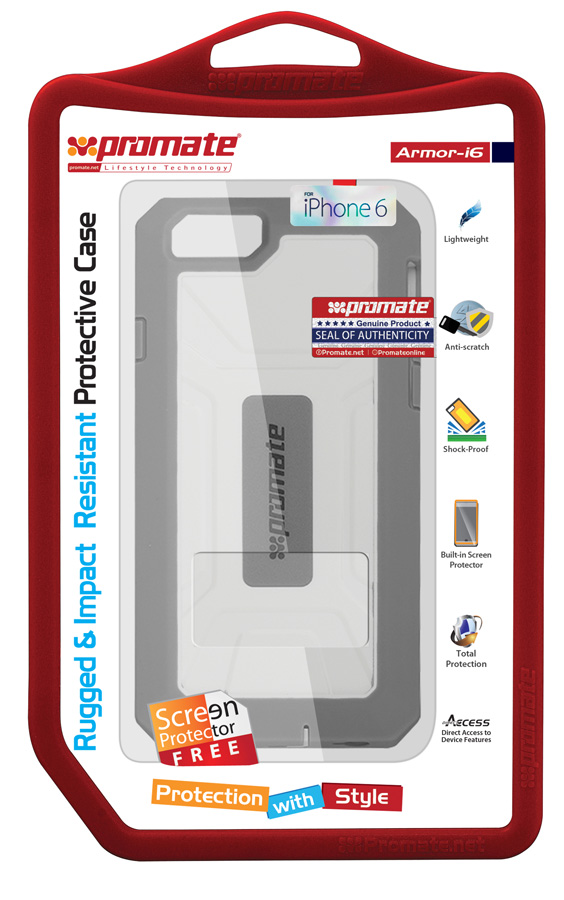 promate
promate
promate.net Lifestyle Technology
Armor-i6
FOR
iPhone 6
Lightweight
promate
Genuine Product
SEAL OF AUTHENTICITY
Promate.net | Promateonline
Anti-scratch
Rugged & Impact Resistant Protective Case
promate
Shock-Proof
Built-in Screen
Protector
Total
Protection
Access
Direct Access to
Device Features
Screen
Protector
FREE
Protection with Style
promate
Promate.net